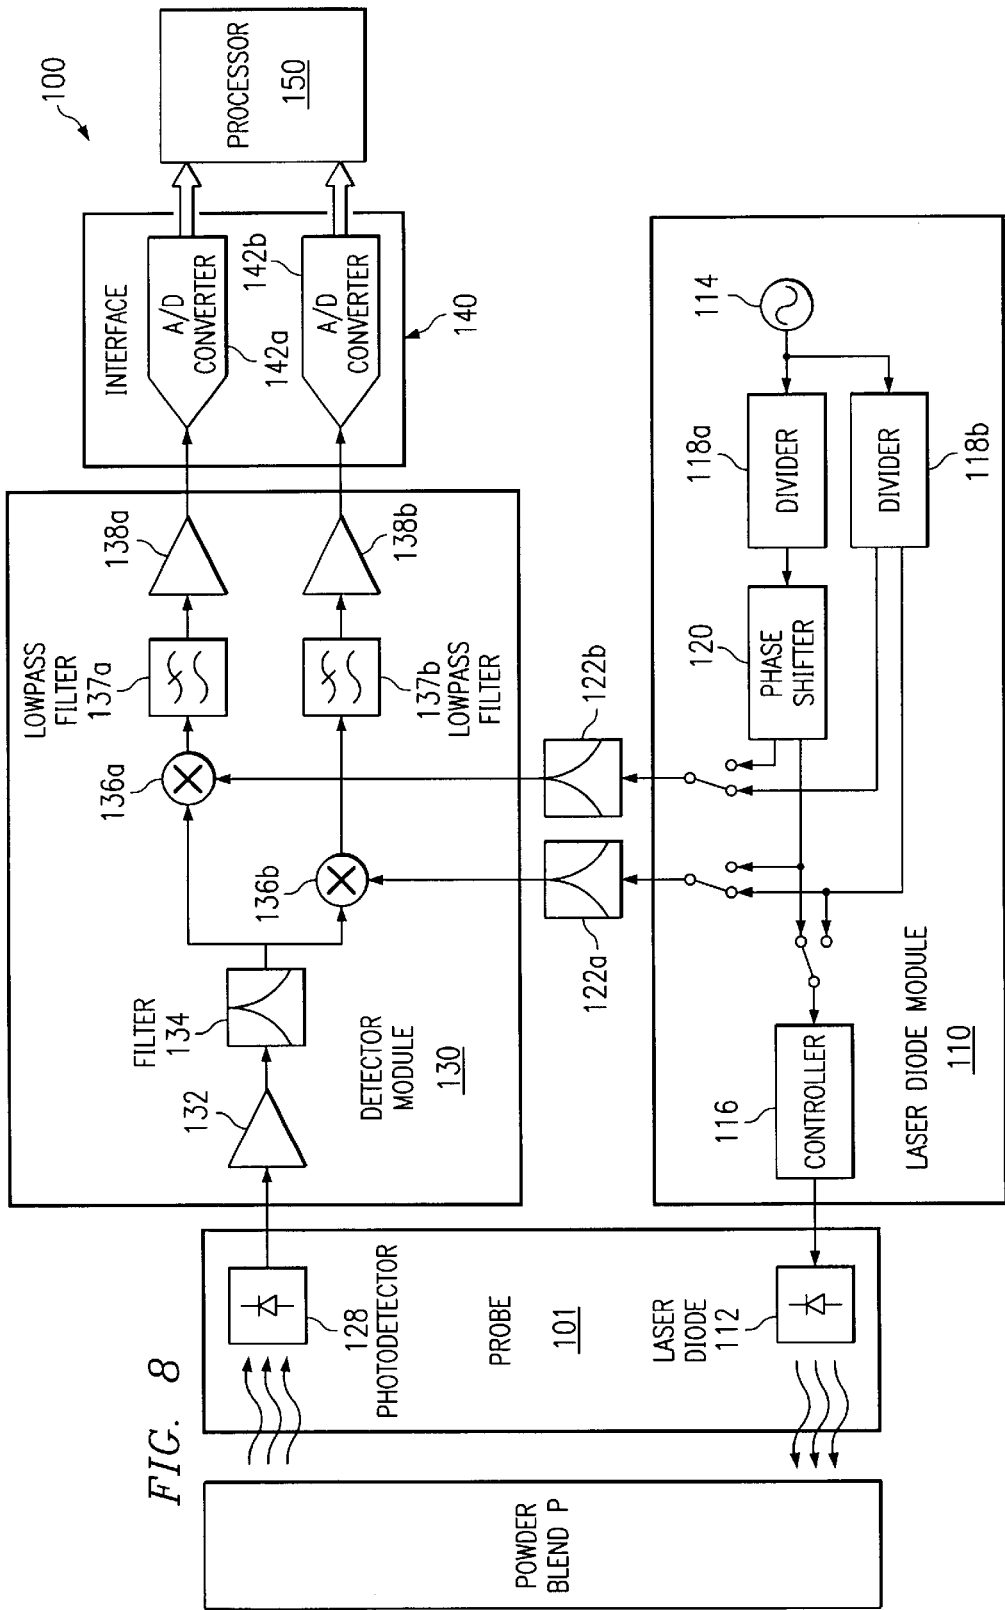 FIG. 8
100
POWDER
BLEND P
PROBE
101
128
PHOTODETECTOR
LASER
DIODE
112
DETECTOR
MODULE
130
132
FILTER
134
136a
136b
LOWPASS
FILTER
137a
137b
LOWPASS
FILTER
138a
138b
INTERFACE
A/D
CONVERTER
142a
A/D
CONVERTER
142b
140
PROCESSOR
150
122a
122b
LASER DIODE MODULE
110
CONTROLLER
116
PHASE
SHIFTER
120
DIVIDER
118a
DIVIDER
118b
114